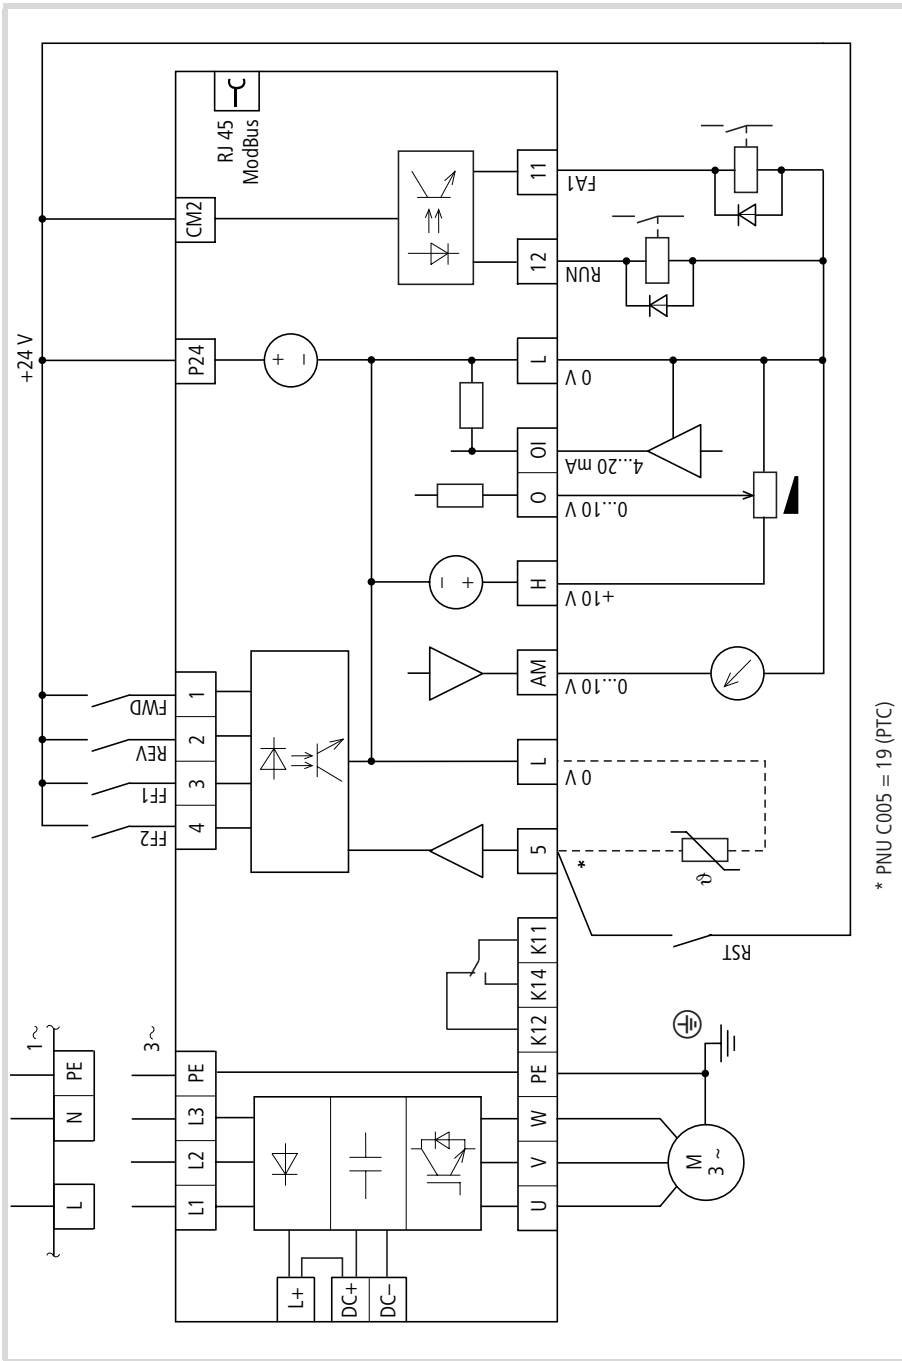 RJ 45
ModBus
CM2
11
FA1
12
RUN
+24 V
P24
+
−
L
0 V
OI
4...20 mA
O
0...10 V
−
+
H
+10 V
AM
0...10 V
1
FWD
2
REV
3
FF1
4
FF2
L
0 V
5
*
ϑ
RST
* PNU C005 = 19 (PTC)
K11
K14
K12
1 ~
PE
N
L
3 ~
PE
L3
L2
L1
PE
W
V
U
M
3 ~
L+
DC+
DC−